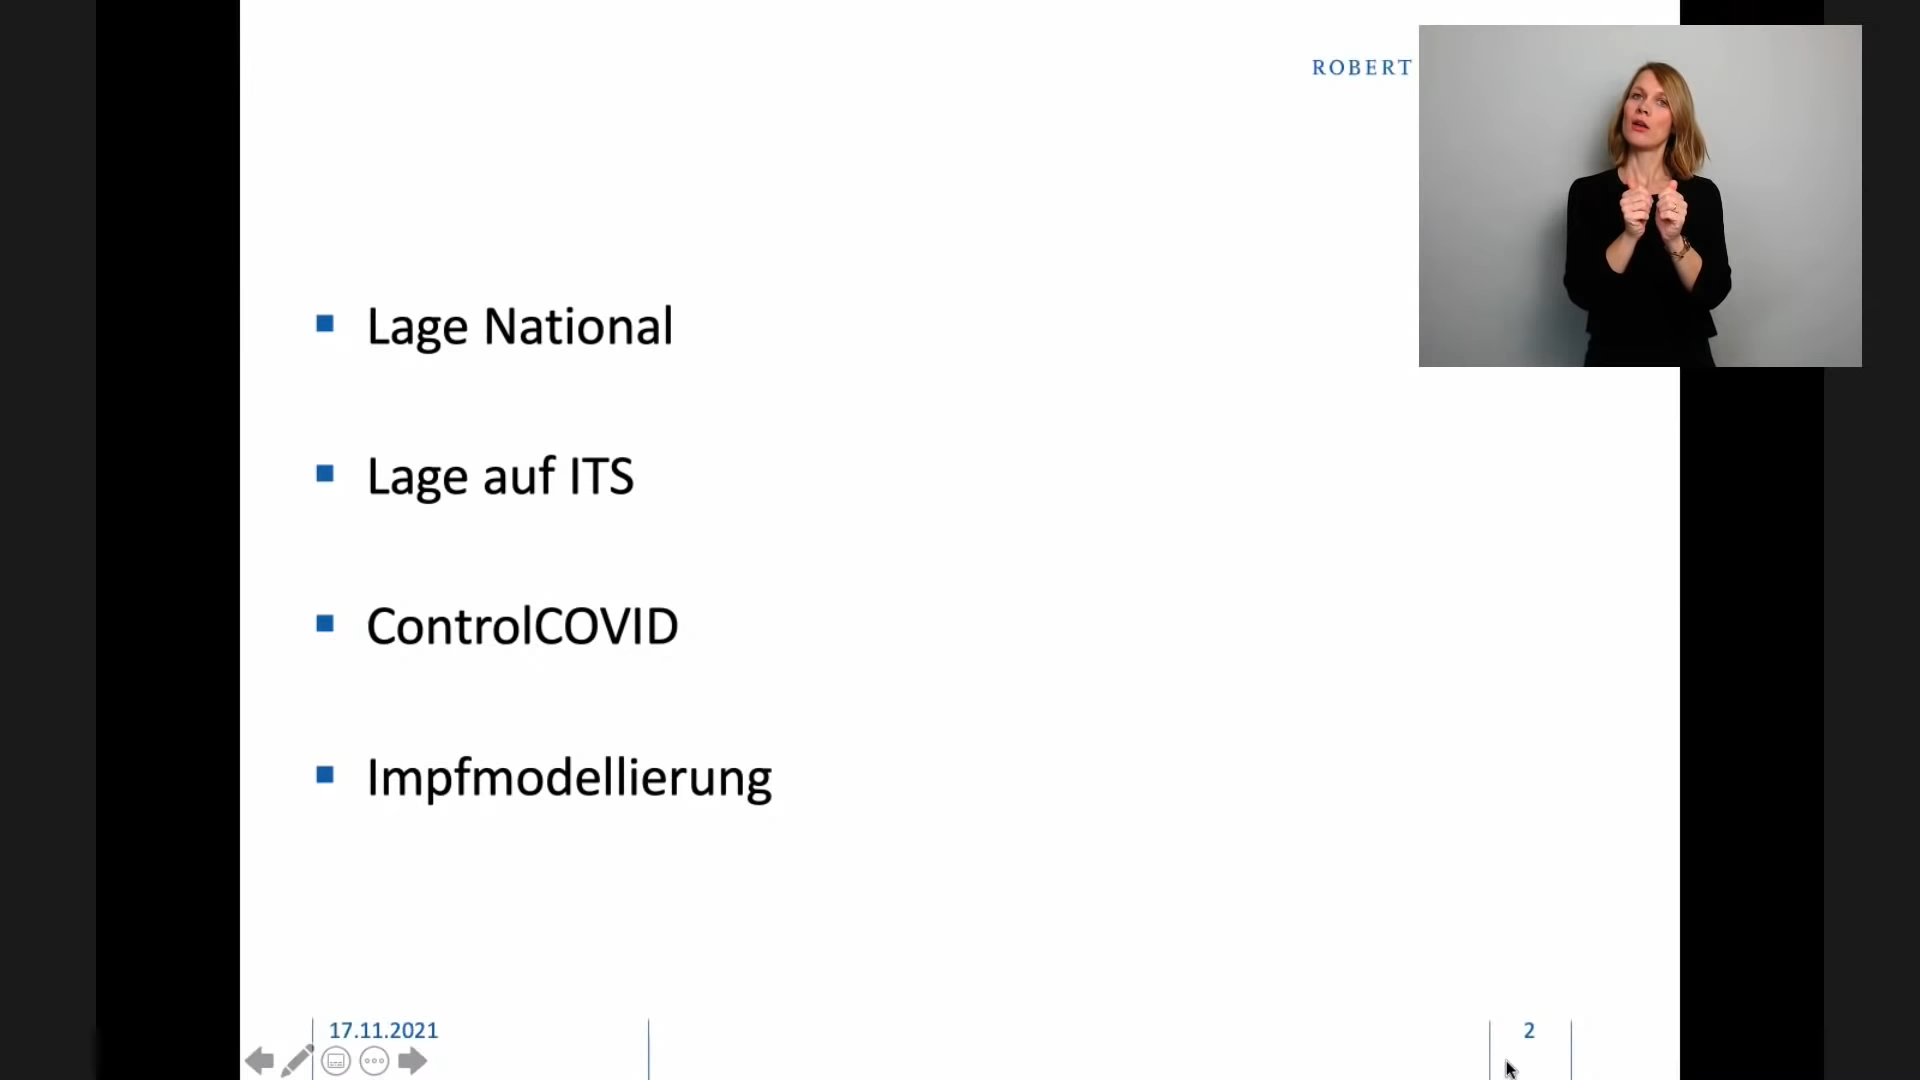 ROBERT
Lage National
Lage auf ITS
ControlCOVID
Impfmodellierung
17.11.2021
2